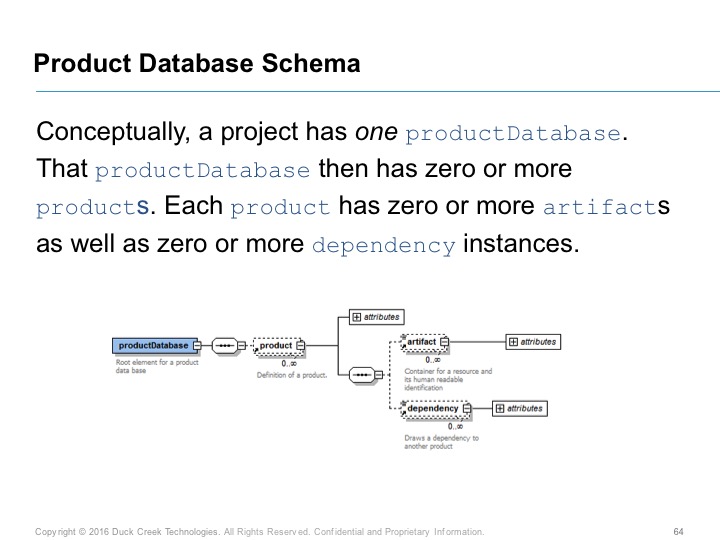 Product Database Schema
Conceptually, a project has one productDatabase.
That productDatabase then has zero or more
products. Each product has zero or more artifacts
as well as zero or more dependency instances.
attributes
productDatabase
Root element for a product
data base
product
0..∞
Definition of a product.
artifact
0..∞
Container for a resource and
its human readable
identification
attributes
dependency
0..∞
Draws a dependency to
another product
attributes
Copyright © 2016 Duck Creek Technologies. All Rights Reserved. Confidential and Proprietary Information.
64